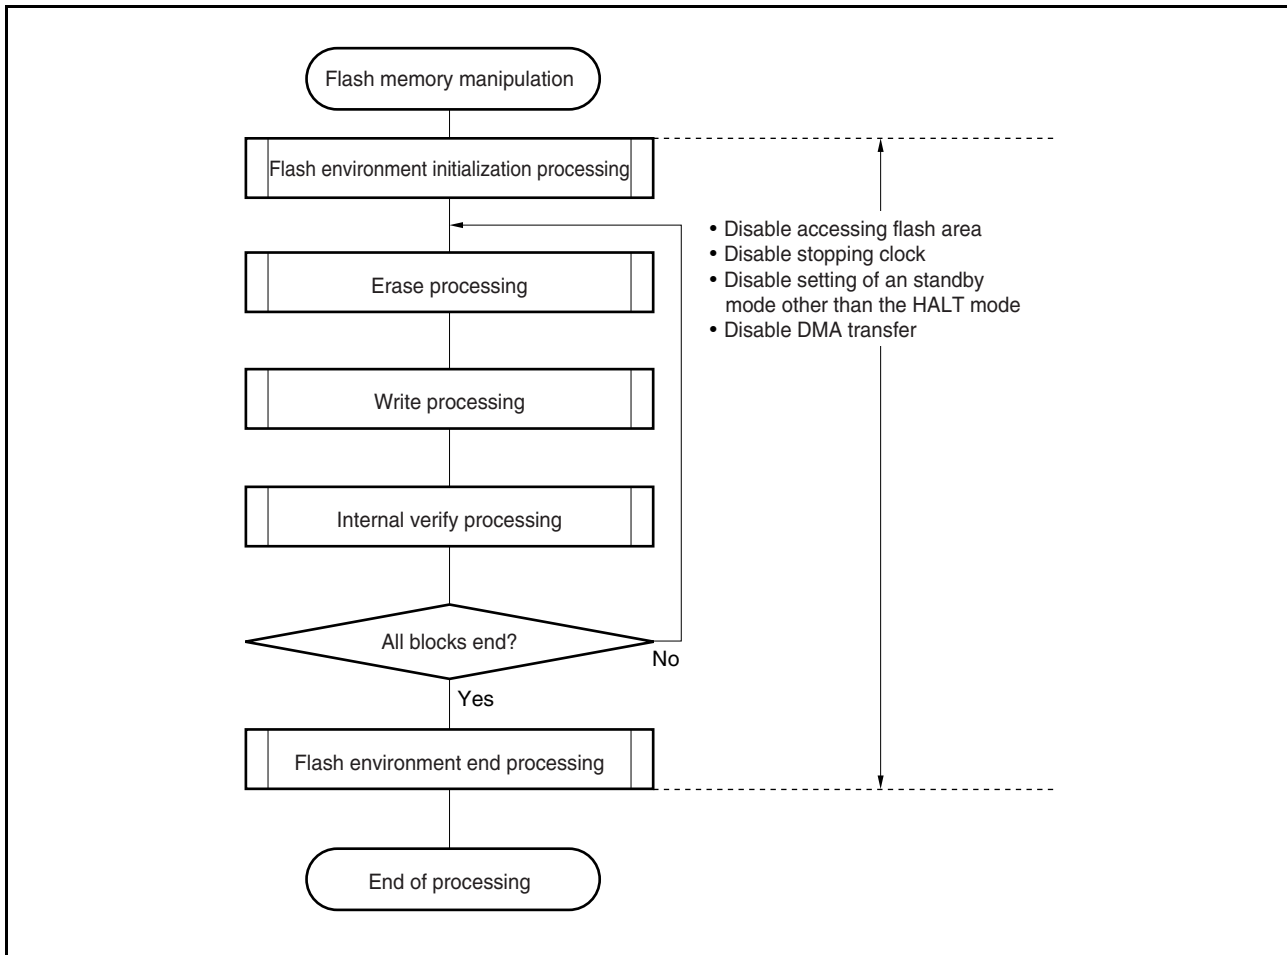 Flash memory manipulation
Flash environment initialization processing
• Disable accessing flash area
• Disable stopping clock
• Disable setting of an standby
mode other than the HALT mode
• Disable DMA transfer
Erase processing
Write processing
Internal verify processing
All blocks end?
No
Yes
Flash environment end processing
End of processing